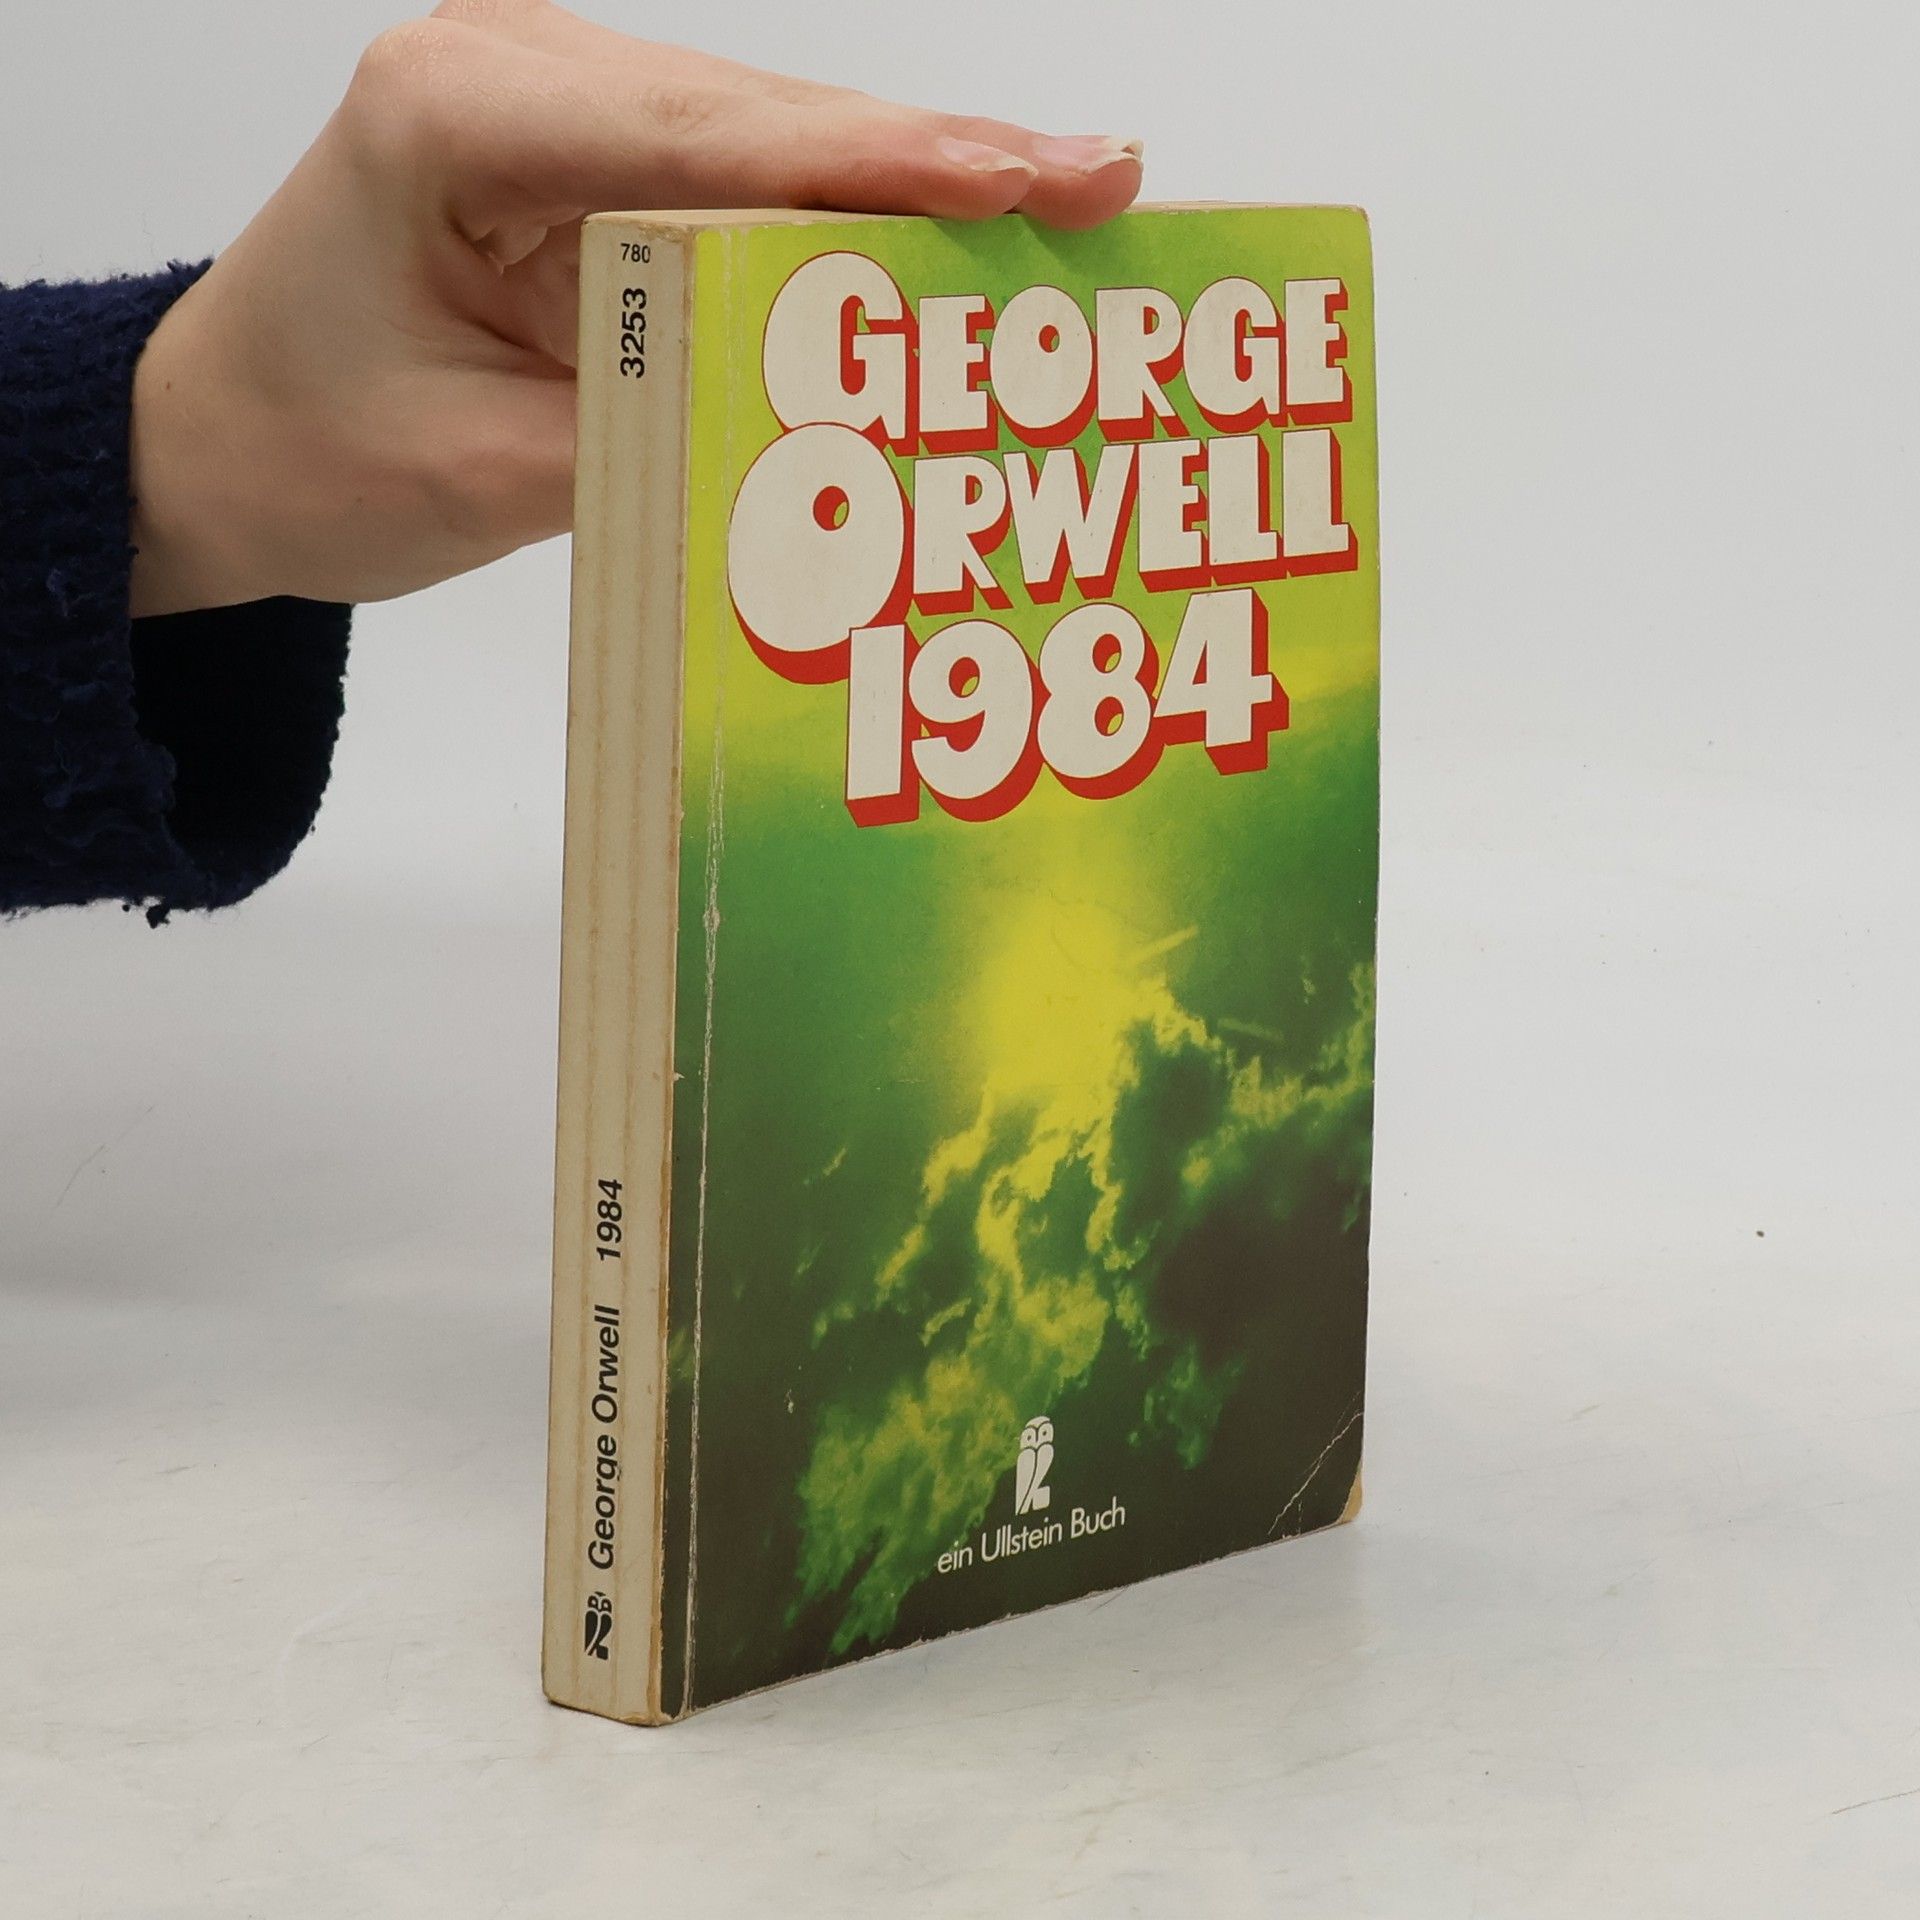 780
3253
George Orwell 1984
GEORGE
ORWELL
1984
ein Ullstein Buch